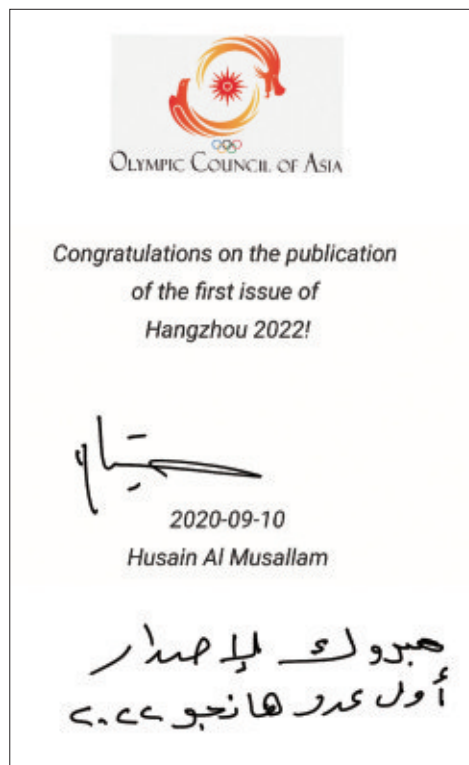 OLYMPIC COUNCIL OF ASIA
Congratulations on the publication
of the first issue of
Hangzhou 2022!
2020-09-10
Husain Al Musallam
مبروك لإصدار
أول عدد هانجو ٢٠٢٢